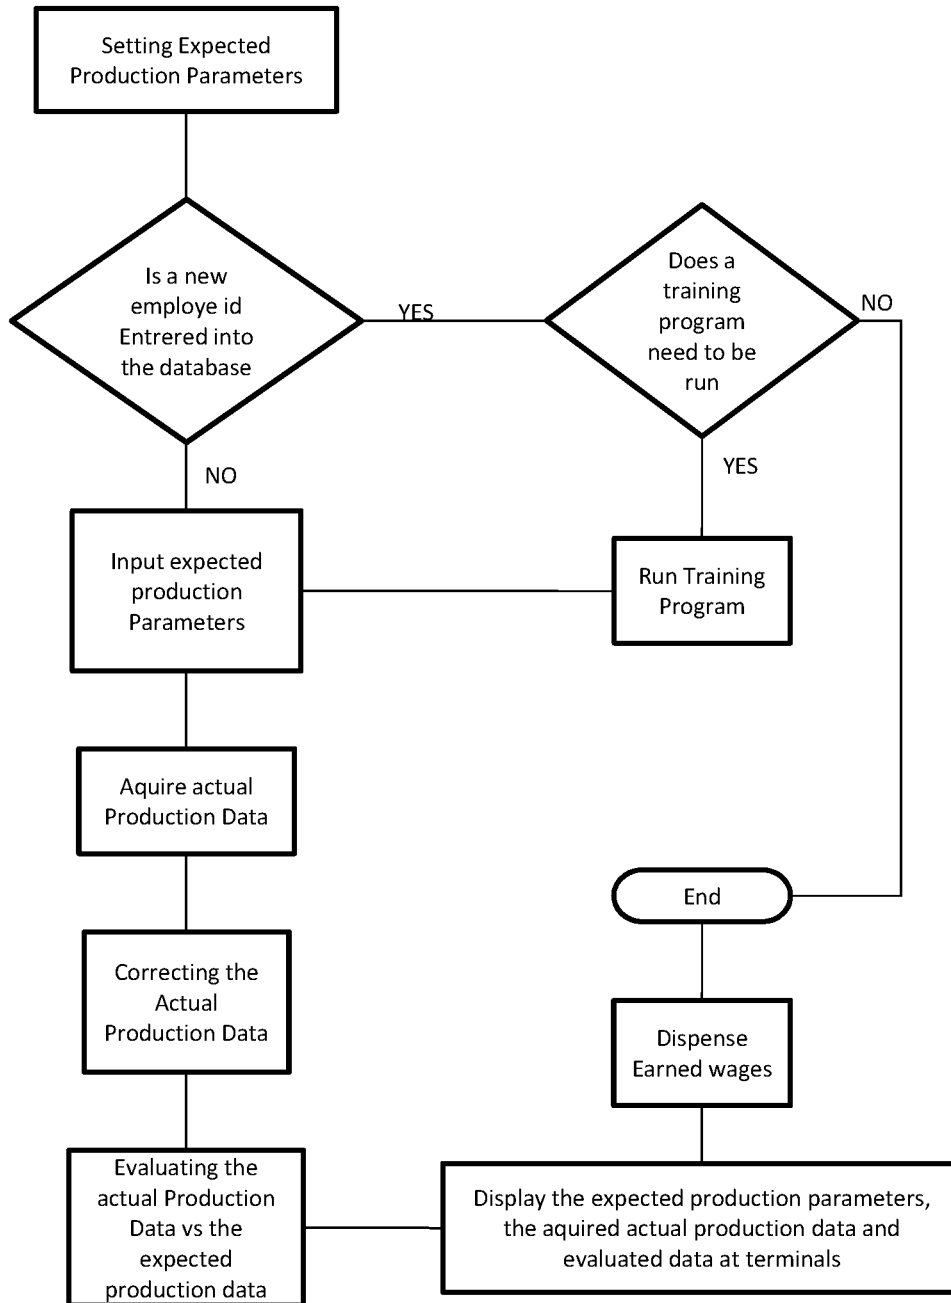 Setting Expected
Production Parameters
Is a new
employe id
Entrered into
the database
YES
Does a
training
program
need to be
run
NO
NO
YES
Input expected
production
Parameters
Run Training
Program
Aquire actual
Production Data
End
Correcting the
Actual
Production Data
Dispense
Earned wages
Evaluating the
actual Production
Data vs the
expected
production data
Display the expected production parameters,
the aquired actual production data and
evaluated data at terminals